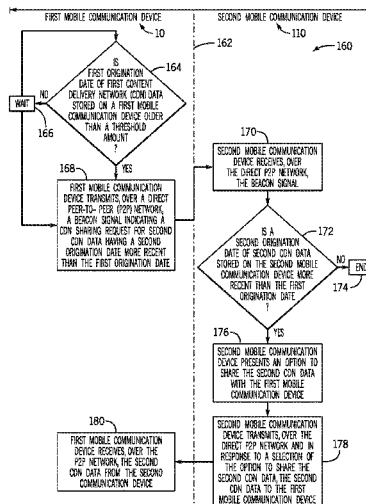 FIRST MOBILE COMMUNICATION DEVICE
SECOND MOBILE COMMUNICATION DEVICE
10
162
110
160
IS
FIRST ORIGINATION
DATE OF FIRST CONTENT
DELIVERY NETWORK (CDN) DATA
STORED ON A FIRST MOBILE
COMMUNICATION DEVICE OLDER
THAN A THRESHOLD
AMOUNT
?
164
NO
WAIT
166
YES
168
FIRST MOBILE COMMUNICATION
DEVICE TRANSMITS, OVER A DIRECT
PEER-TO- PEER (P2P) NETWORK,
A BEACON SIGNAL INDICATING A
CDN SHARING REQUEST FOR SECOND
CDN DATA HAVING A SECOND
ORIGINATION DATE MORE RECENT
THAN THE FIRST ORIGINATION DATE
170
SECOND MOBILE COMMUNICATION
DEVICE RECEIVES, OVER
THE DIRECT P2P NETWORK,
THE BEACON SIGNAL
172
IS A
SECOND ORIGINATION
DATE OF SECOND CDN DATA
STORED ON THE SECOND MOBILE
COMMUNICATION DEVICE MORE
RECENT THAN THE FIRST
ORIGINATION DATE
?
NO
END
174
YES
176
SECOND MOBILE COMMUNICATION
DEVICE PRESENTS AN OPTION TO
SHARE THE SECOND CDN DATA
WITH THE FIRST MOBILE
COMMUNICATION DEVICE
SECOND MOBILE COMMUNICATION
DEVICE TRANSMITS, OVER THE
DIRECT P2P NETWORK AND IN
RESPONSE TO A SELECTION OF
THE OPTION TO SHARE THE
SECOND CDN DATA, THE SECOND
CDN DATA TO THE FIRST
MOBILE COMMUNICATION DEVICE
178
180
FIRST MOBILE COMMUNICATION
DEVICE RECEIVES, OVER
THE P2P NETWORK, THE SECOND
CDN DATA FROM THE SECOND
COMMUNICATION DEVICE